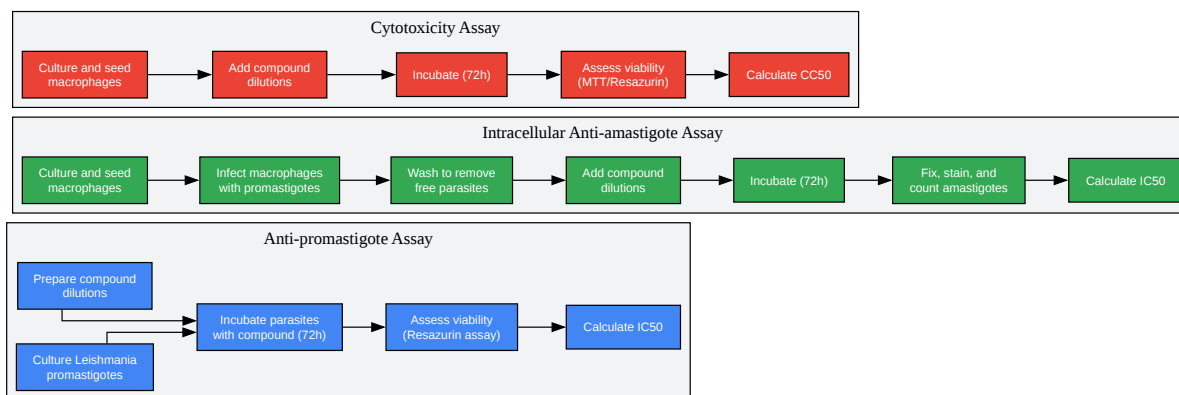 Cytotoxicity Assay
Culture and seed
macrophages
Add compound
dilutions
Incubate (72h)
Assess viability
(MTT/Resazurin)
Calculate CC50
Intracellular Anti-amastigote Assay
Culture and seed
macrophages
Infect macrophages
with promastigotes
Wash to remove
free parasites
Add compound
dilutions
Incubate (72h)
Fix, stain, and
count amastigotes
Calculate IC50
Anti-promastigote Assay
Prepare compound
dilutions
Culture Leishmania
promastigotes
Incubate parasites
with compound (72h)
Assess viability
(Resazurin assay)
Calculate IC50